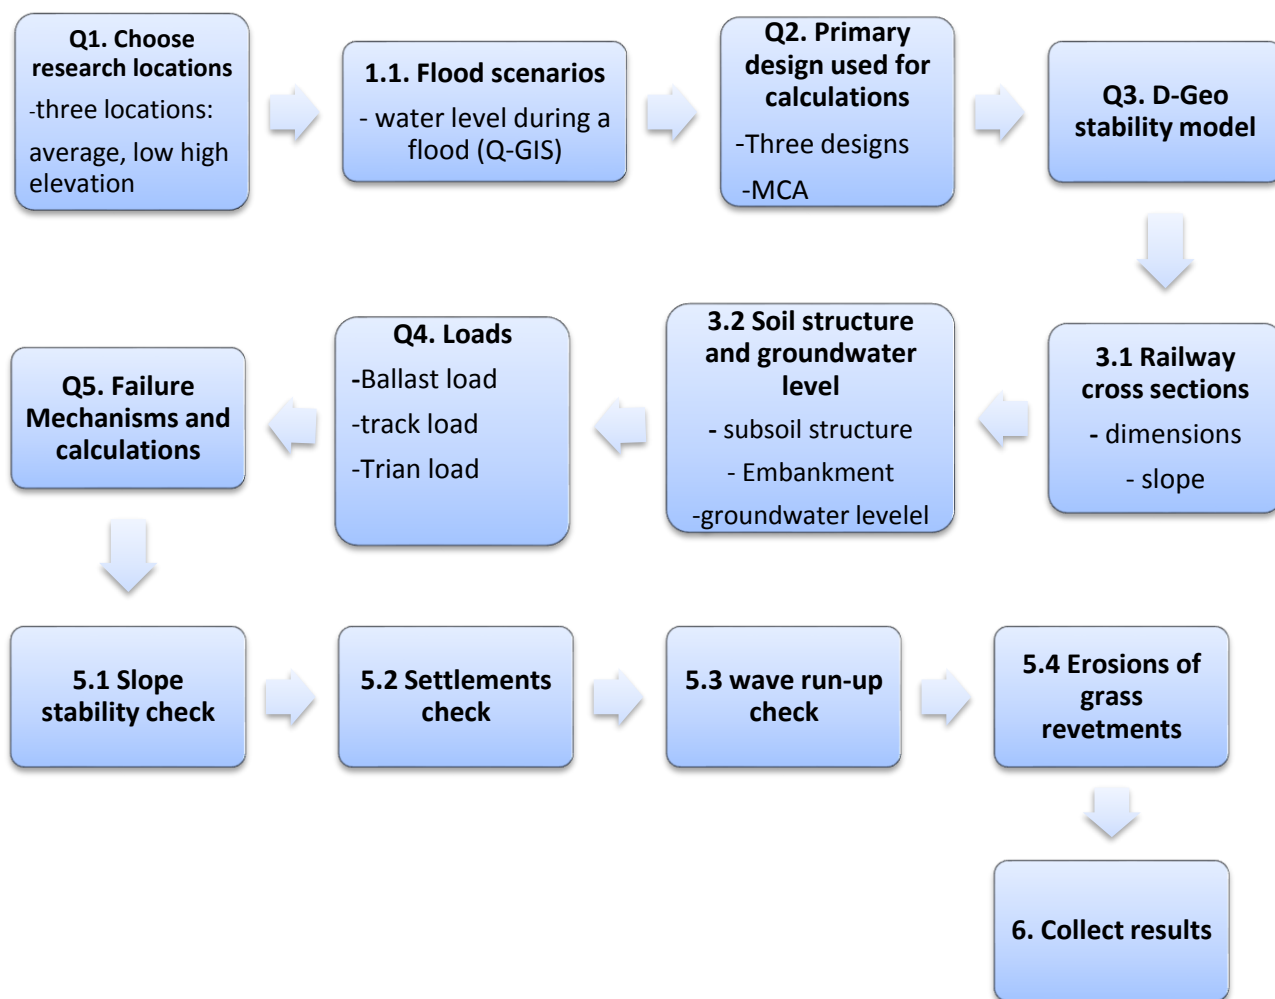 Q1. Choose
research locations
-three locations:
average, low high
elevation
1.1. Flood scenarios
- water level during a
flood (Q-GIS)
Q2. Primary
design used for
calculations
-Three designs
-MCA
Q3. D-Geo
stability model
3.1 Railway
cross sections
- dimensions
- slope
3.2 Soil structure
and groundwater
level
- subsoil structure
- Embankment
-groundwater levelel
Q4. Loads
-Ballast load
-track load
-Trian load
Q5. Failure
Mechanisms and
calculations
5.1 Slope
stability check
5.2 Settlements
check
5.3 wave run-up
check
5.4 Erosions of
grass
revetments
6. Collect results